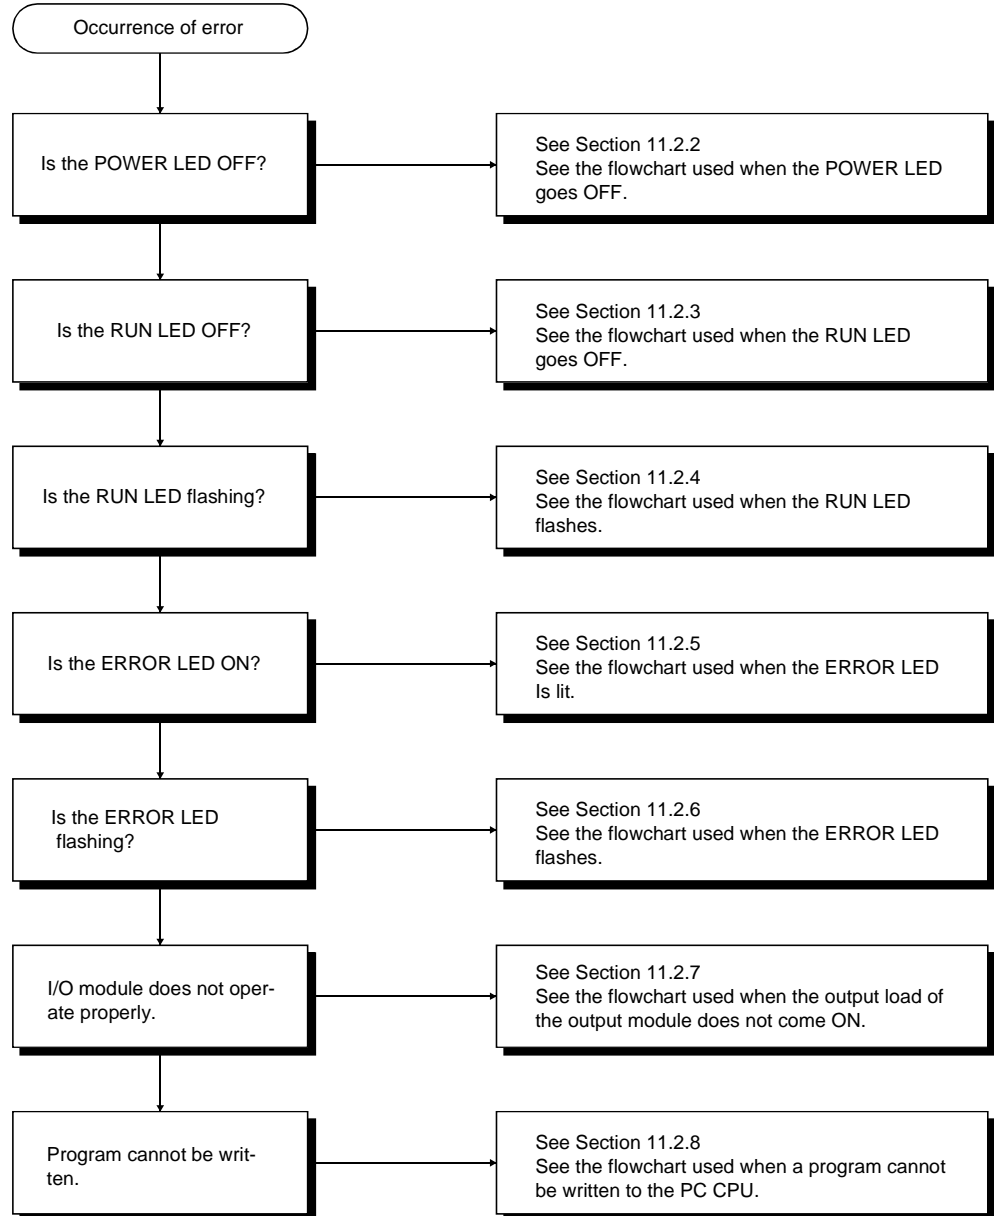 Occurrence of error
Is the POWER LED OFF?
See Section 11.2.2
See the flowchart used when the POWER LED
goes OFF.
Is the RUN LED OFF?
See Section 11.2.3
See the flowchart used when the RUN LED
goes OFF.
Is the RUN LED flashing?
See Section 11.2.4
See the flowchart used when the RUN LED
flashes.
Is the ERROR LED ON?
See Section 11.2.5
See the flowchart used when the ERROR LED
Is lit.
Is the ERROR LED
flashing?
See Section 11.2.6
See the flowchart used when the ERROR LED
flashes.
I/O module does not oper-
ate properly.
See Section 11.2.7
See the flowchart used when the output load of
the output module does not come ON.
Program cannot be writ-
ten.
See Section 11.2.8
See the flowchart used when a program cannot
be written to the PC CPU.